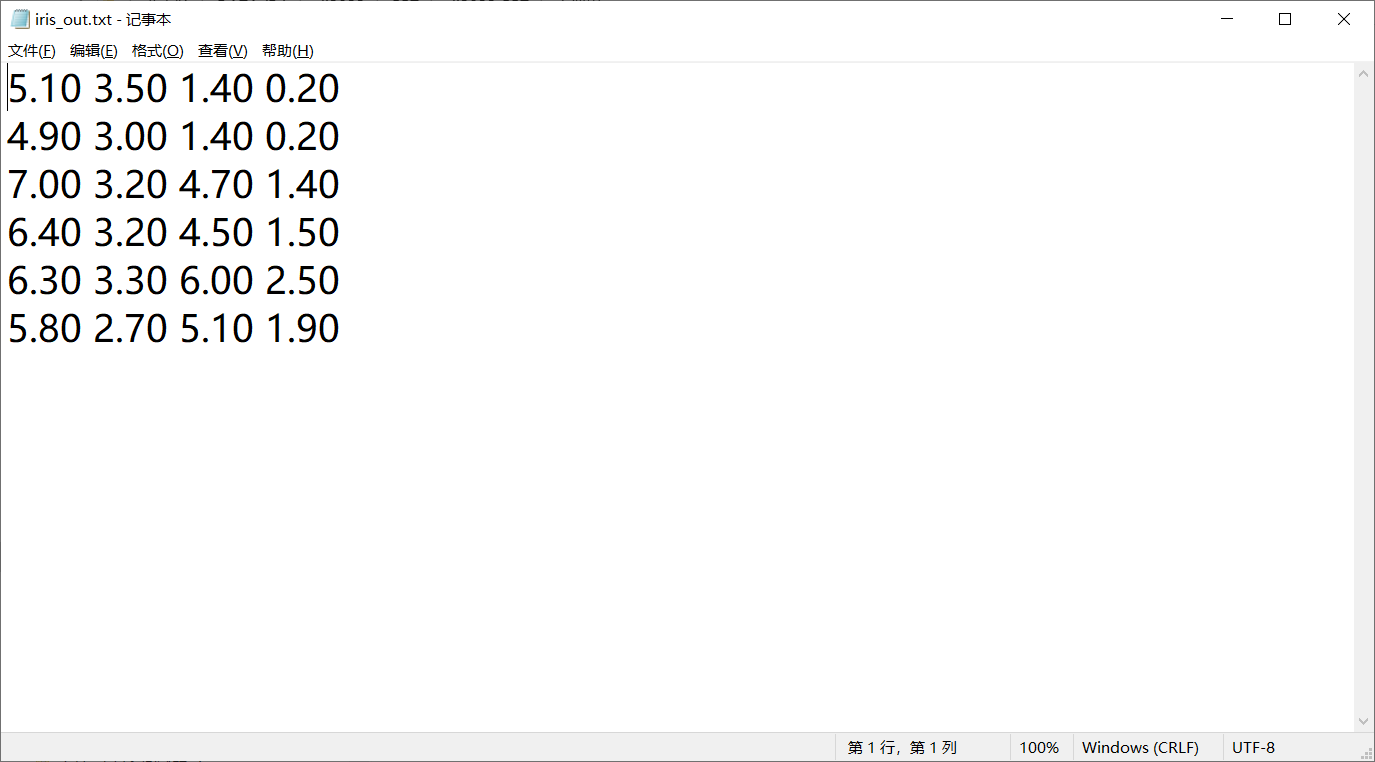 iris_out.txt - 记事本
文件(F) 编辑(E) 格式(O) 查看(V) 帮助(H)
5.10 3.50 1.40 0.20
4.90 3.00 1.40 0.20
7.00 3.20 4.70 1.40
6.40 3.20 4.50 1.50
6.30 3.30 6.00 2.50
5.80 2.70 5.10 1.90
第 1 行，第 1 列 100% Windows (CRLF) UTF-8